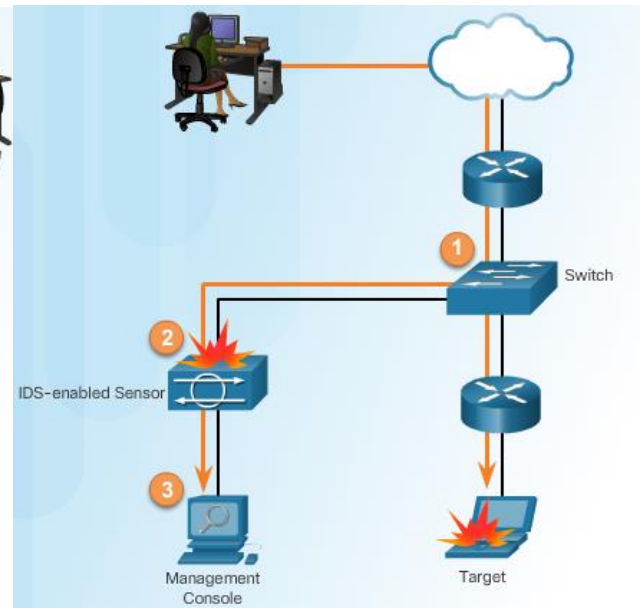 1
Switch
2
IDS-enabled Sensor
3
Management
Console
Target